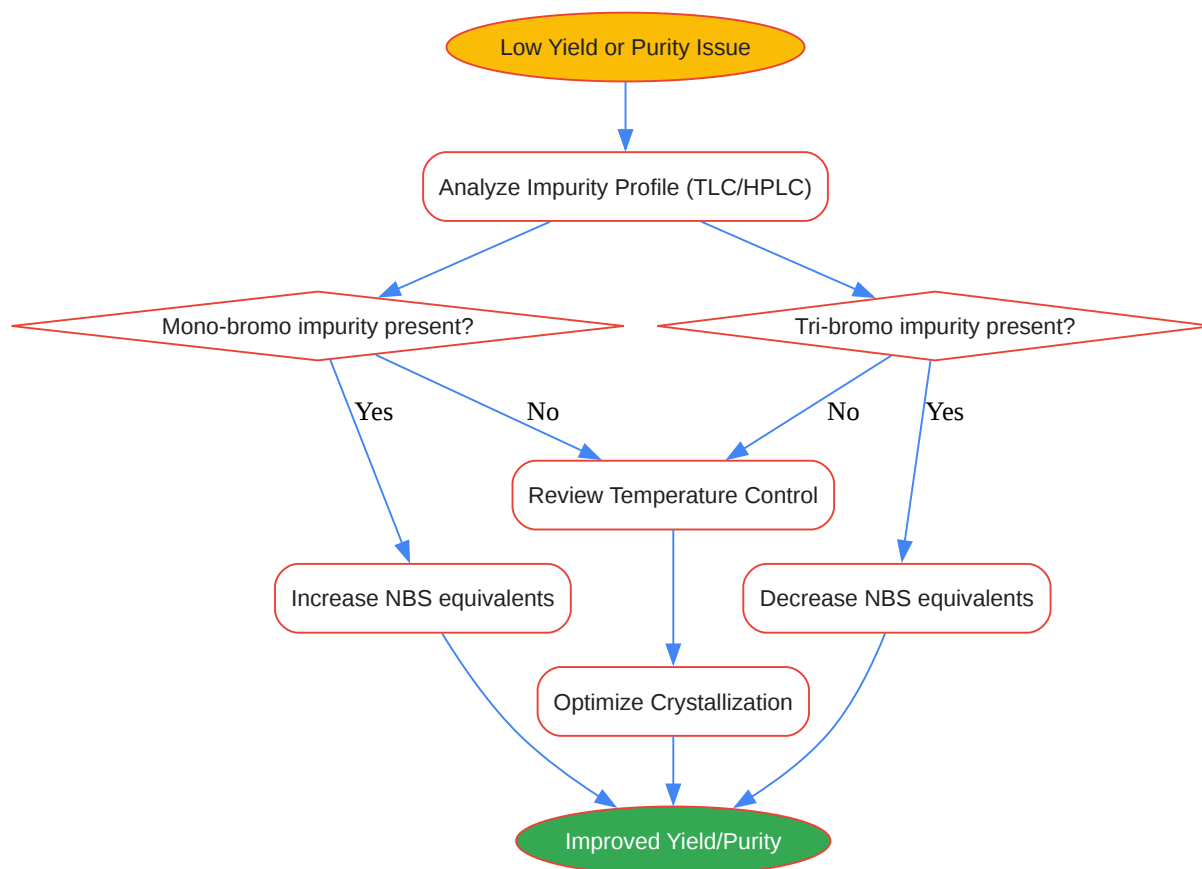 Low Yield or Purity Issue
Analyze Impurity Profile (TLC/HPLC)
Mono-bromo impurity present?
Tri-bromo impurity present?
Yes
No
No
Yes
Review Temperature Control
Increase NBS equivalents
Decrease NBS equivalents
Optimize Crystallization
Improved Yield/Purity